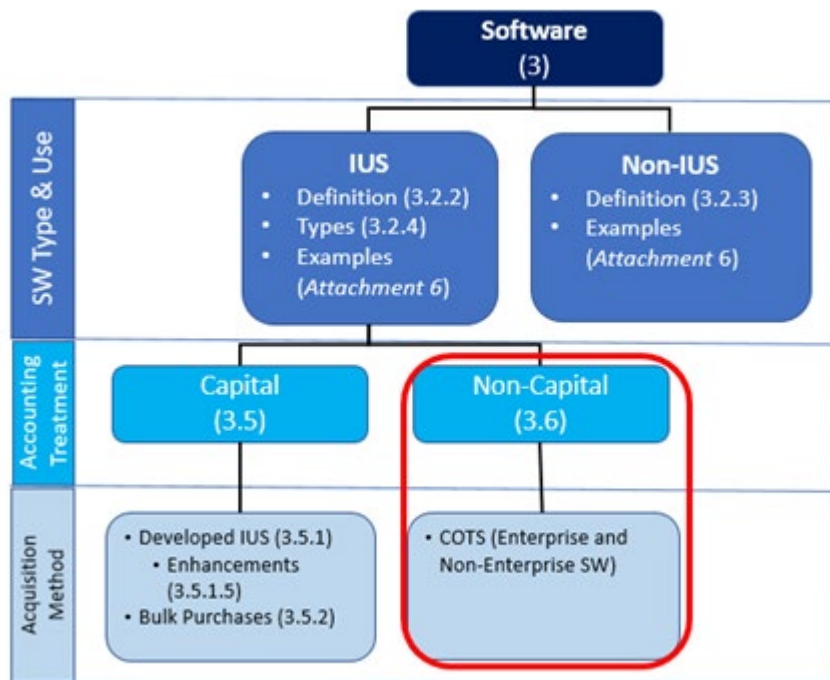 Software
(3)
SW Type & Use
IUS
• Definition (3.2.2)
• Types (3.2.4)
• Examples
(Attachment 6)
Non-IUS
• Definition (3.2.3)
• Examples
(Attachment 6)
Accounting
Treatment
Capital
(3.5)
Non-Capital
(3.6)
Acquisition
Method
• Developed IUS (3.5.1)
• Enhancements
(3.5.1.5)
• Bulk Purchases (3.5.2)
• COTS (Enterprise and
Non-Enterprise SW)